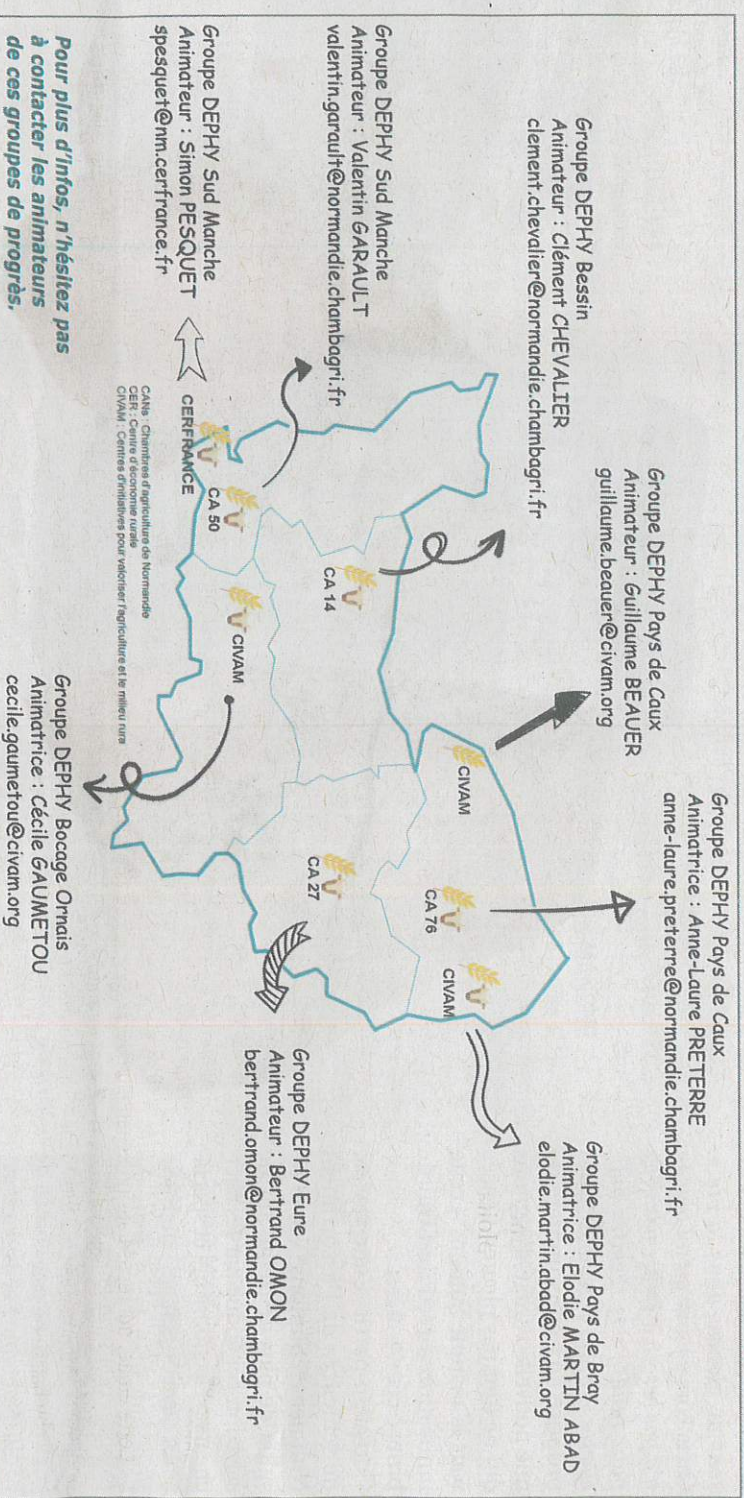 Groupe DEPHY Pays de Caux
Animatrice : Anne-Laure PRETERRE
anne-laure.preterre@normandie.chambagri.fr
Groupe DEPHY Pays de Caux
Animateur : Guillaume BEAUER
guillaume.beauer@civam.org
Groupe DEPHY Bessin
Animateur : Clément CHEVALIER
clement.chevalier@normandie.chambagri.fr
Groupe DEPHY Pays de Bray
Animatrice : Elodie MARTIN ABAD
elodie.martin.abad@civam.org
Groupe DEPHY Sud Manche
Animateur : Valentin GARAULT
valentin.garault@normandie.chambagri.fr
CIVAM
CA 76
CIVAM
CA 14
CA 27
CA 50
CIVAM
CERFRANCE
Groupe DEPHY Sud Manche
Animateur : Simon PESQUET
spesquet@nm.cerfrance.fr
Groupe DEPHY Eure
Animateur : Bertrand OMON
bertrand.omon@normandie.chambagri.fr
CANs : Chambres d'agriculture de Normandie
CER : Centre d'économie rurale
CIVAM : Centres d'initiatives pour valoriser l'agriculture et le milieu rura
Groupe DEPHY Bocage Ornais
Animatrice : Cécile GAUMETOU
cecile.gaumetou@civam.org
Pour plus d'infos, n'hésitez pas
à contacter les animateurs
de ces groupes de progrès.